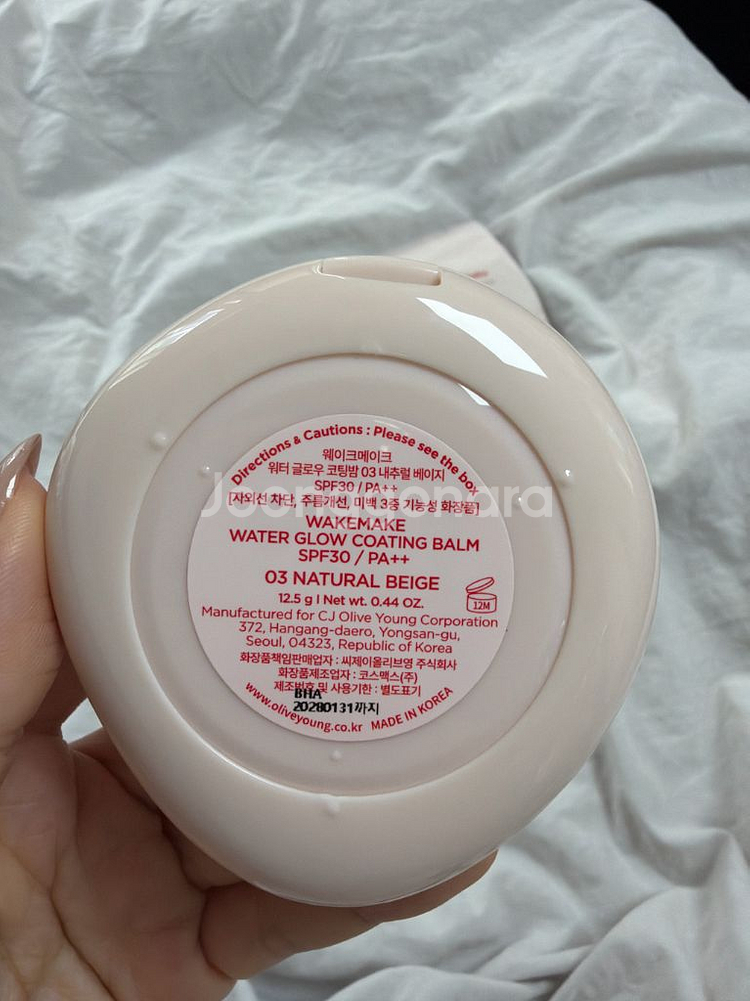 Directions & Cautions : Please see the box
웨이크메이크
워터 글로우 코팅밤 03 내추럴 베이지
SPF30 / PA++
[자외선 차단, 주름개선, 미백 3중 기능성 화장품]
Joonggonara
WAKEMAKE
WATER GLOW COATING BALM
SPF30 / PA++
03 NATURAL BEIGE
12.5 g l Net wt. 0.44 OZ.
12M
Manufactured for CJ Olive Young Corporation
372, Hangang-daero, Yongsan-gu,
Seoul, 04323, Republic of Korea
화장품책임판매업자 : 씨제이올리브영 주식회사
화장품제조업자 : 코스맥스(주)
제조번호 및 사용기한 : 별도표기
BHA
20280131까지
www.oliveyoung.co.kr MADE IN KOREA